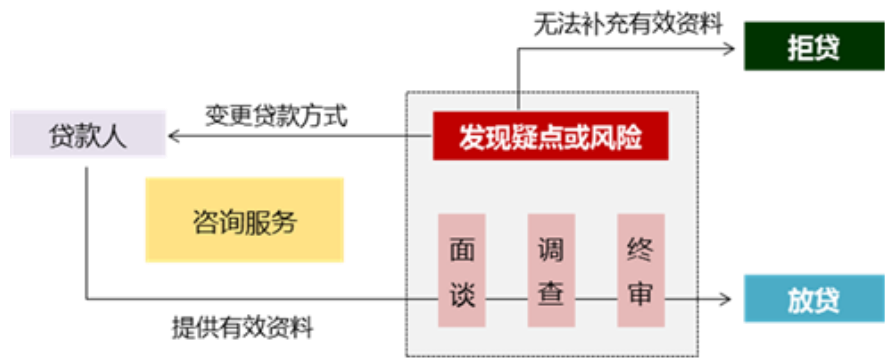 无法补充有效资料
拒贷
变更贷款方式
贷款人
发现疑点或风险
咨询服务
面谈
调查
终审
放贷
提供有效资料